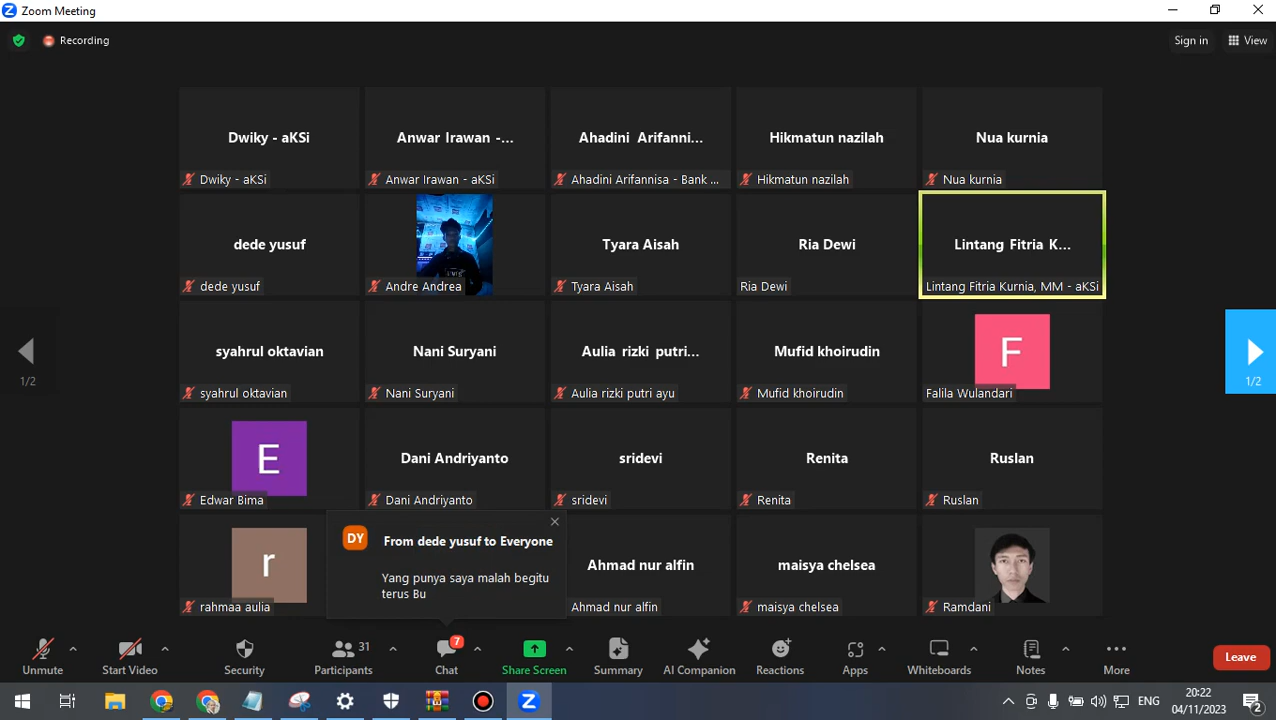 Zoom Meeting
Recording
Sign in
View
Dwiky - aKSi
Anwar Irawan -...
Ahadini Arifanni...
Hikmatun nazilah
Nua kurnia
Dwiky - aKSi
Anwar Irawan - aKSi
Ahadini Arifannisa - Bank ...
Hikmatun nazilah
Nua kurnia
dede yusuf
Tyara Aisah
Ria Dewi
Lintang Fitria K...
dede yusuf
Andre Andrea
Tyara Aisah
Ria Dewi
Lintang Fitria Kurnia, MM - aKSi
syahrul oktavian
Nani Suryani
Aulia rizki putri...
Mufid khoirudin
F
1/2
1/2
syahrul oktavian
Nani Suryani
Aulia rizki putri ayu
Mufid khoirudin
Falila Wulandari
E
Dani Andriyanto
sridevi
Renita
Ruslan
Edwar Bima
Dani Andriyanto
sridevi
Renita
Ruslan
r
DY
From dede yusuf to Everyone
Yang punya saya malah begitu
terus Bu
Ahmad nur alfin
maisya chelsea
rahmaa aulia
Ahmad nur alfin
maisya chelsea
Ramdani
31
7
Unmute
Start Video
Security
Participants
Chat
Share Screen
Summary
AI Companion
Reactions
Apps
Whiteboards
Notes
More
Leave
ENG
20:22
04/11/2023
2